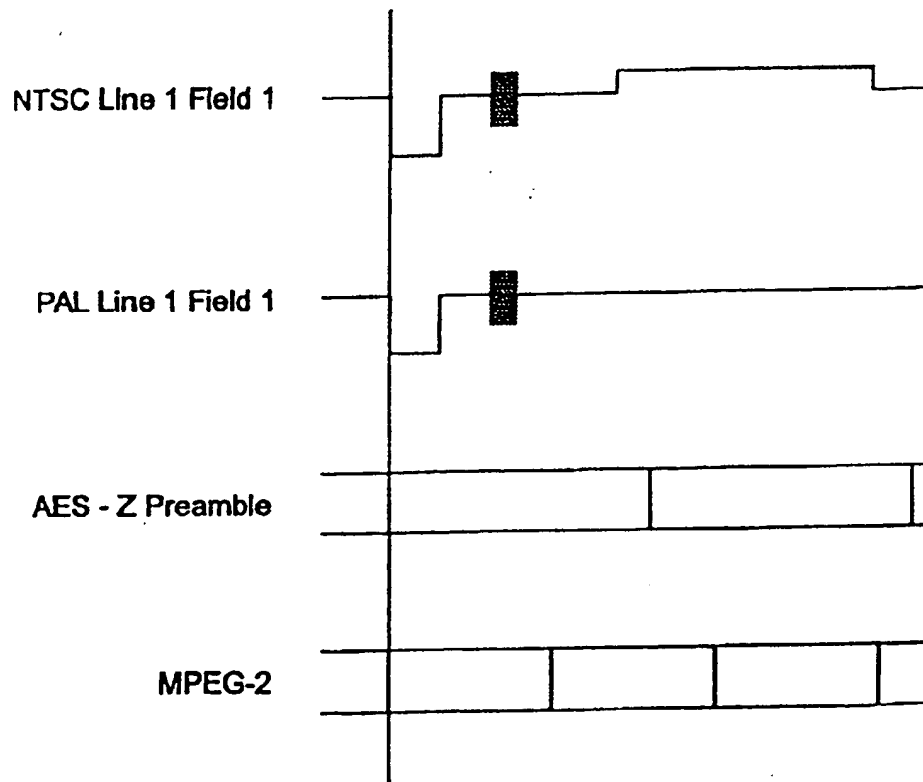 NTSC Line 1 Field 1
PAL Line 1 Field 1
AES - Z Preamble
MPEG-2